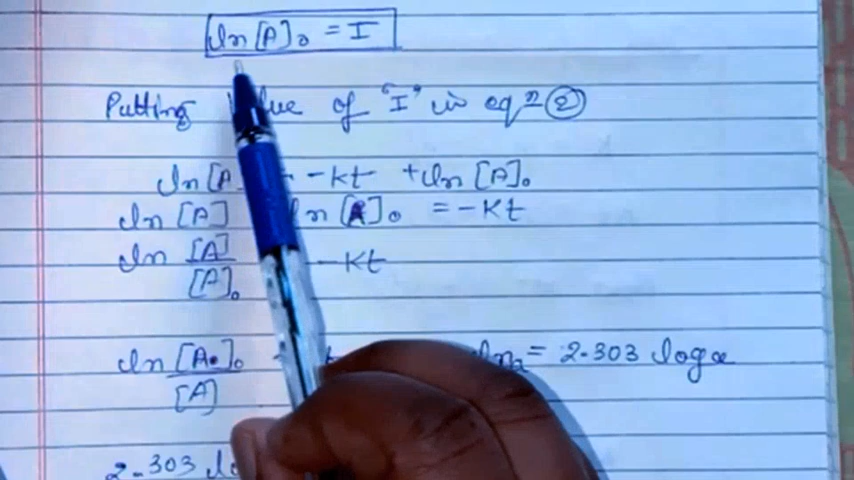 ln [A]₀ = I
Putting of "I" in eqⁿ ②
ln [A - kt + ln [A]₀
ln [A] ln [A]₀ = - kt
ln [A] / [A]₀ - kt
ln [A₀]₀ / [A] lnₓ = 2.303 log x
2.303